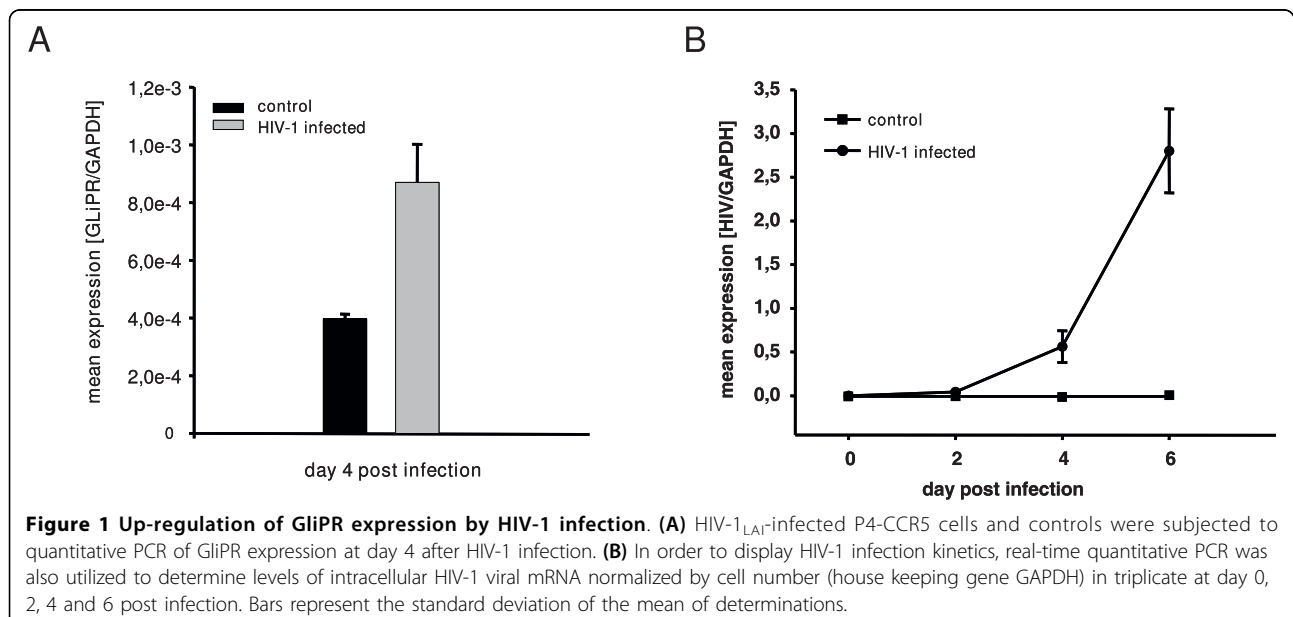 A
mean expression [GLiPR/GAPDH]
1,2e-3
1,0e-3
8,0e-4
6,0e-4
4,0e-4
2,0e-4
0
control
HIV-1 infected
day 4 post infection
B
mean expression [HIV/GAPDH]
3,5
3,0
2,5
2,0
1,5
1,0
0,5
0,0
control
HIV-1 infected
0 2 4 6
day post infection
Figure 1 Up-regulation of GliPR expression by HIV-1 infection. (A) HIV-1LAI-infected P4-CCR5 cells and controls were subjected to
quantitative PCR of GliPR expression at day 4 after HIV-1 infection. (B) In order to display HIV-1 infection kinetics, real-time quantitative PCR was
also utilized to determine levels of intracellular HIV-1 viral mRNA normalized by cell number (house keeping gene GAPDH) in triplicate at day 0,
2, 4 and 6 post infection. Bars represent the standard deviation of the mean of determinations.